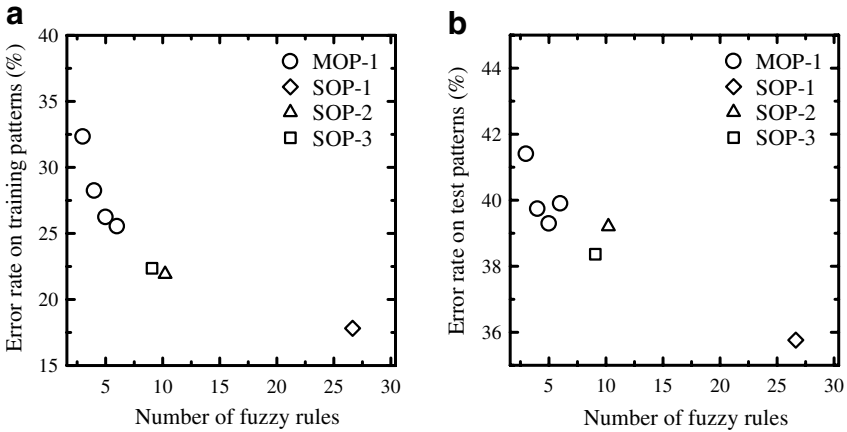 a
Error rate on training patterns (%)
40
35
30
25
20
15
5
10
15
20
25
30
Number of fuzzy rules
MOP-1
SOP-1
SOP-2
SOP-3
b
Error rate on test patterns (%)
44
42
40
38
36
5
10
15
20
25
30
Number of fuzzy rules
MOP-1
SOP-1
SOP-2
SOP-3